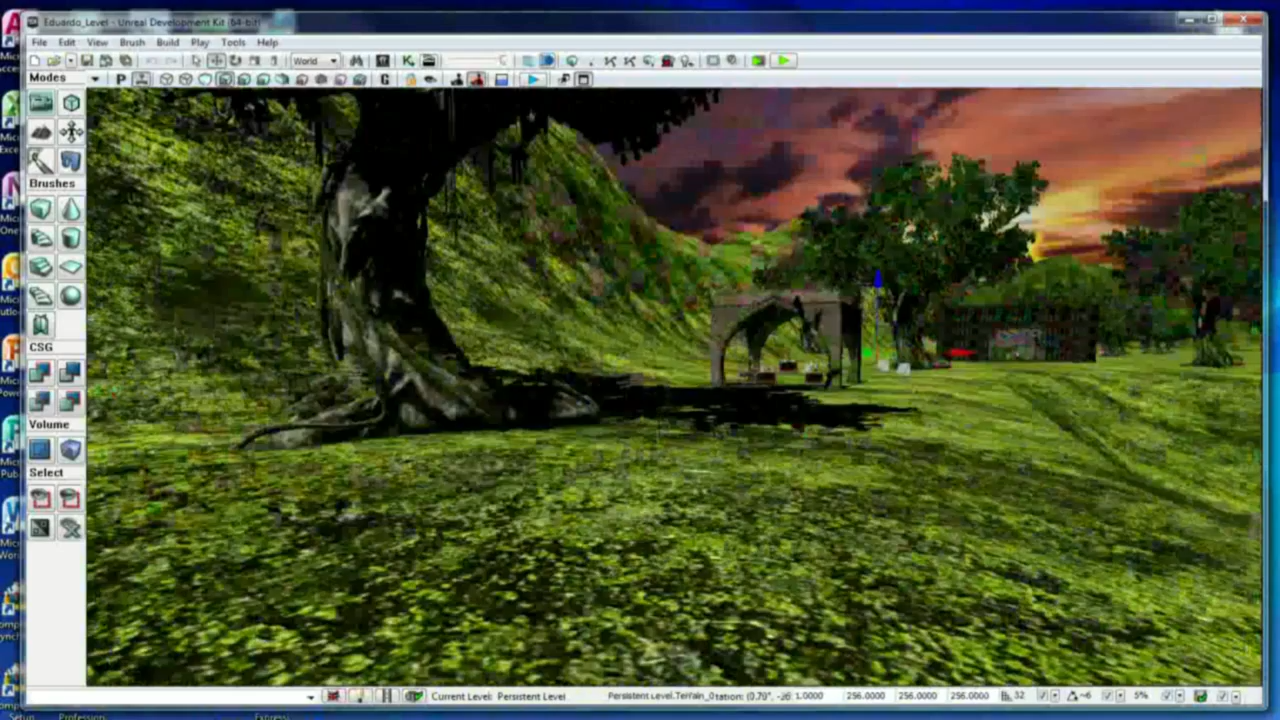 Eduardo_Level - Unreal Development Kit (64-bit)
File Edit View Brush Build Play Tools Help
World
Modes
P G
Brushes
CSG
Volume
Select
Current Level: Persistent Level
256.0000 256.0000 256.0000 32 5%